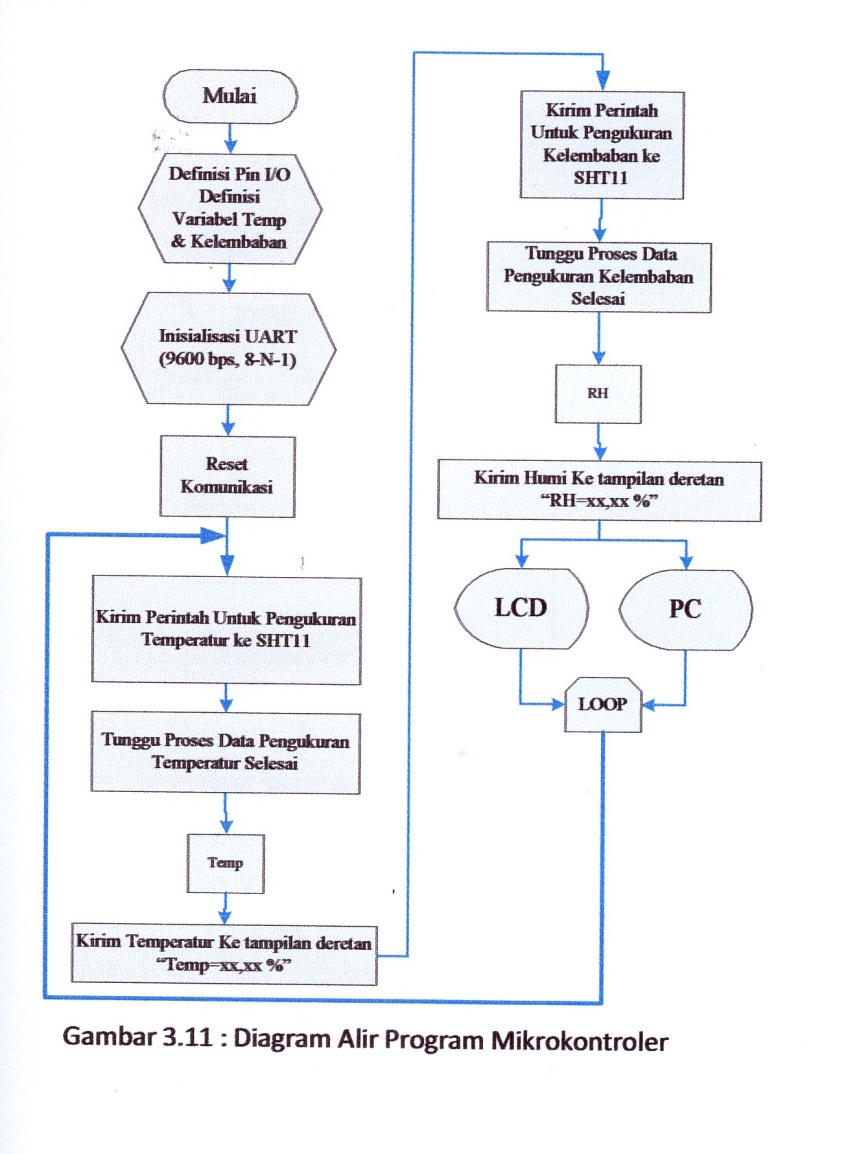 Mulai
Definisi Pin I/O
Definisi
Variabel Temp
& Kelembaban
Inisialisasi UART
(9600 bps, 8-N-1)
Reset
Komunikasi
Kirim Perintah Untuk Pengukuran
Temperatur ke SHT11
Tunggu Proses Data Pengukuran
Temperatur Selesai
Temp
Kirim Temperatur Ke tampilan deretan
“Temp=xx,xx %”
Kirim Perintah
Untuk Pengukuran
Kelembaban ke
SHT11
Tunggu Proses Data
Pengukuran Kelembaban
Selesai
RH
Kirim Humi Ke tampilan deretan
“RH=xx,xx %”
LCD
PC
LOOP
Gambar 3.11 : Diagram Alir Program Mikrokontroler